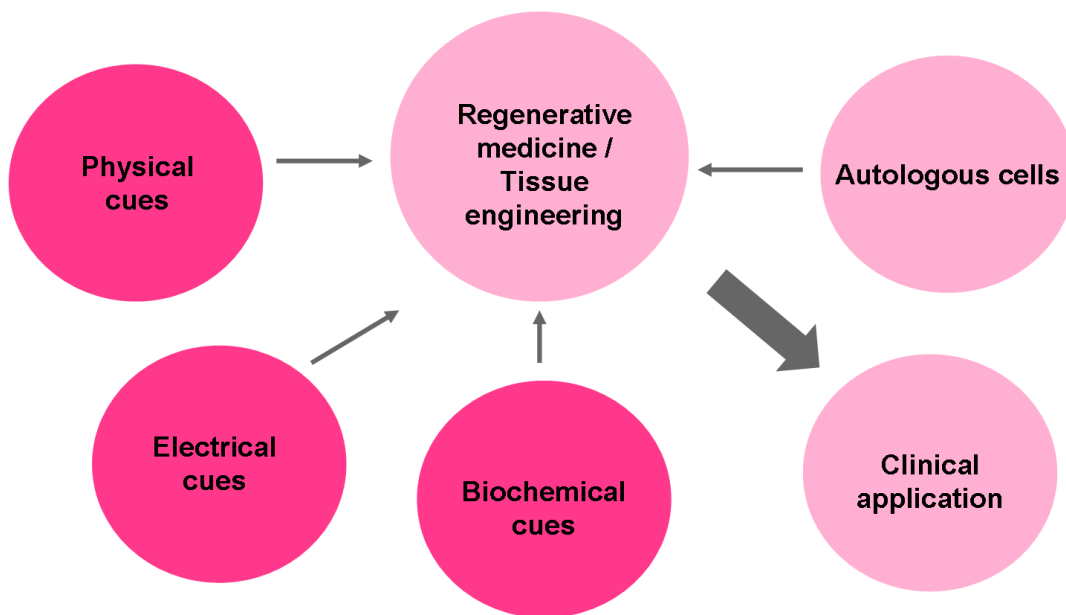 Regenerative
medicine /
Tissue
engineering
Physical
cues
Autologous cells
Electrical
cues
Biochemical
cues
Clinical
application